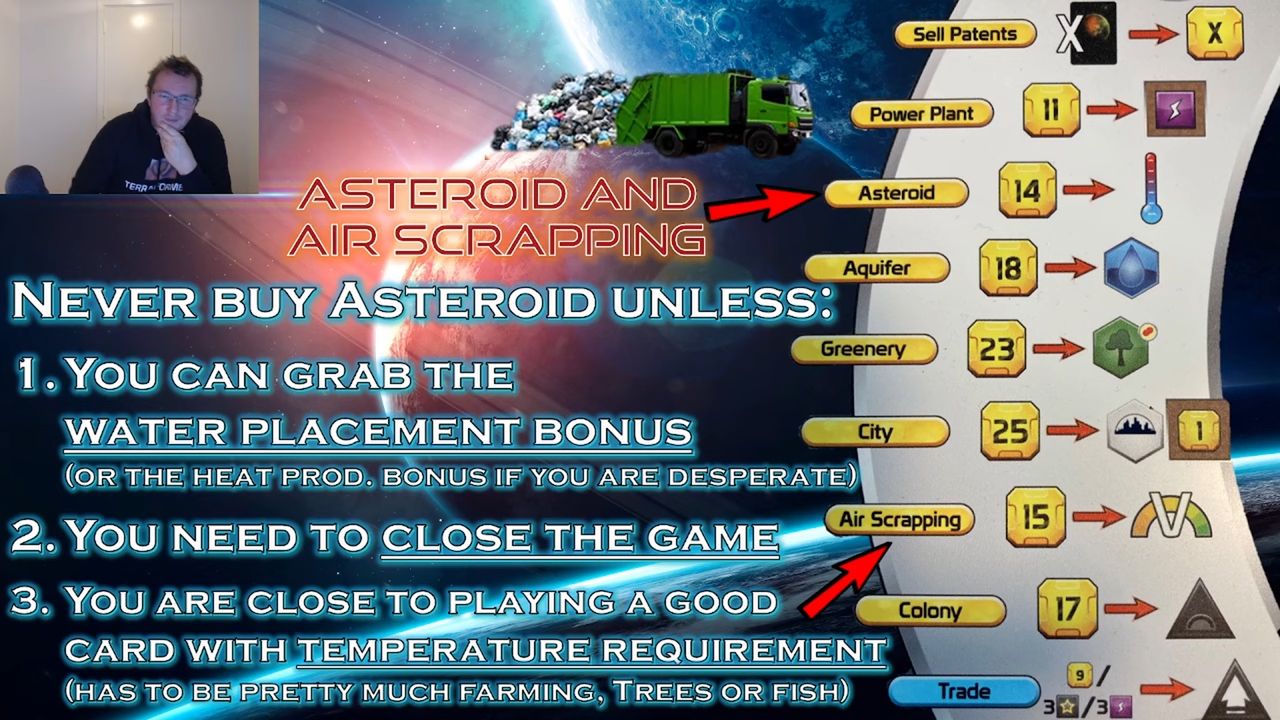 Sell Patents X X
Power Plant 11
ASTEROID AND
AIR SCRAPPING
Asteroid 14
Aquifer 18
NEVER BUY ASTEROID UNLESS:
Greenery 23
1. YOU CAN GRAB THE
WATER PLACEMENT BONUS
(OR THE HEAT PROD. BONUS IF YOU ARE DESPERATE)
City 25 1
2. YOU NEED TO CLOSE THE GAME
Air Scrapping 15 V
3. YOU ARE CLOSE TO PLAYING A GOOD
CARD WITH TEMPERATURE REQUIREMENT
(HAS TO BE PRETTY MUCH FARMING, TREES OR FISH)
Colony 17
Trade 9 /
3 /3